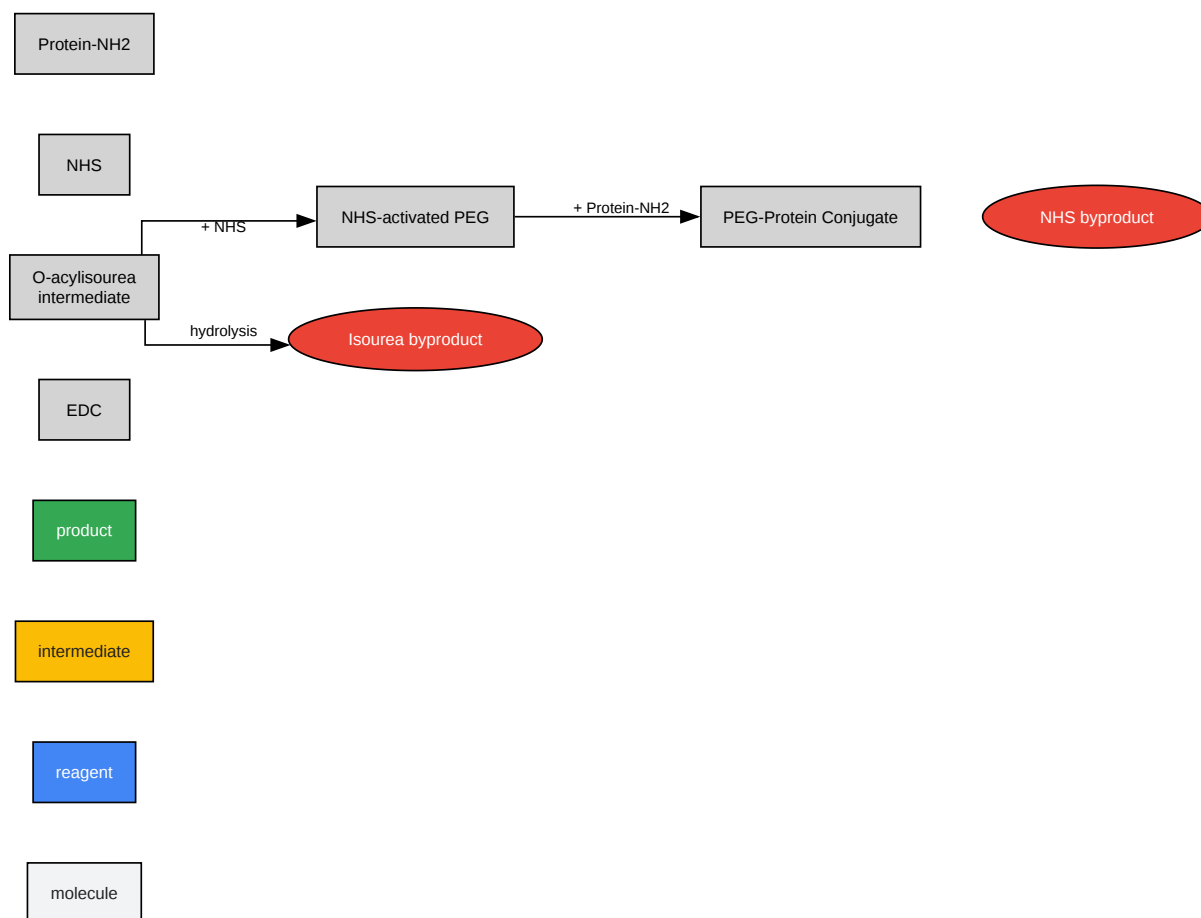 Protein-NH2
NHS
NHS-activated PEG
+ Protein-NH2
PEG-Protein Conjugate
NHS byproduct
+ NHS
O-acylisourea
intermediate
hydrolysis
Isourea byproduct
EDC
product
intermediate
reagent
molecule